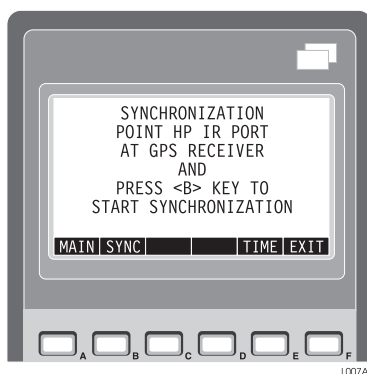 SYNCHRONIZATION
POINT HP IR PORT
AT GPS RECEIVER
AND
PRESS <B> KEY TO
START SYNCHRONIZATION
MAIN SYNC TIME EXIT
A B C D E F
L007A